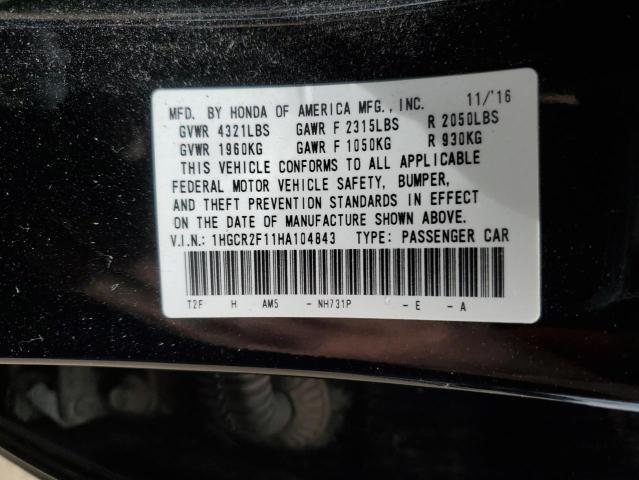 MFD. BY HONDA OF AMERICA MFG., INC. 11/'16
GVWR 4321LBS GAWR F 2315LBS R 2050LBS
GVWR 1960KG GAWR F 1050KG R 930KG
THIS VEHICLE CONFORMS TO ALL APPLICABLE
FEDERAL MOTOR VEHICLE SAFETY, BUMPER,
AND THEFT PREVENTION STANDARDS IN EFFECT
ON THE DATE OF MANUFACTURE SHOWN ABOVE.
V.I.N.: 1HGCR2F11HA104843 TYPE: PASSENGER CAR
T2F H AM5 - NH731P - E - A